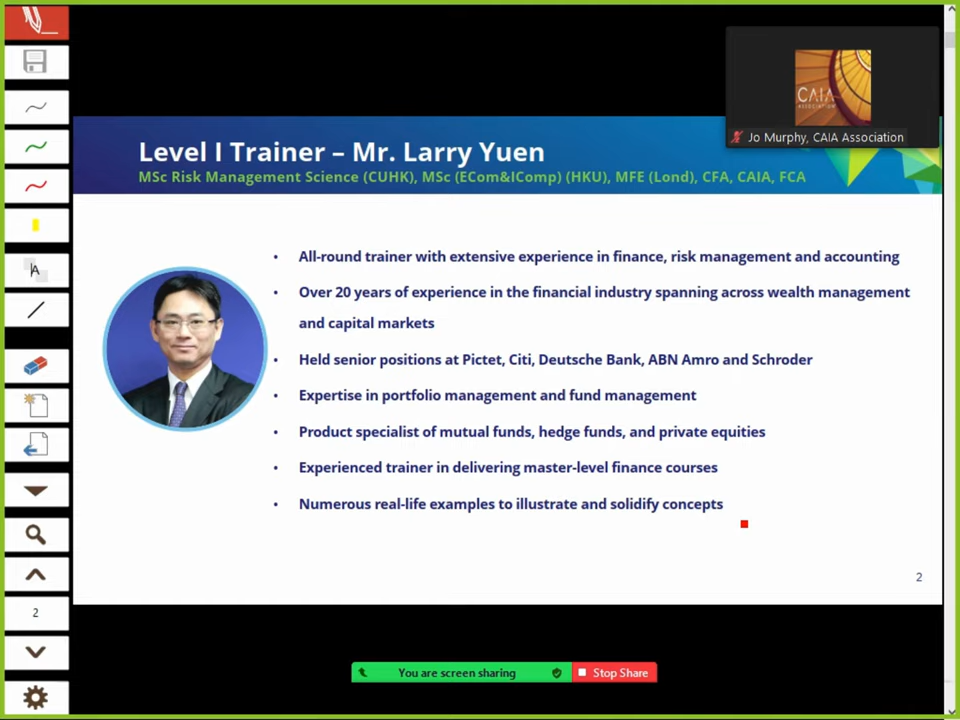 CAIA
ASSOCIATION
Jo Murphy, CAIA Association
Level I Trainer – Mr. Larry Yuen
MSc Risk Management Science (CUHK), MSc (ECom&IComp) (HKU), MFE (Lond), CFA, CAIA, FCA
• All-round trainer with extensive experience in finance, risk management and accounting
• Over 20 years of experience in the financial industry spanning across wealth management
and capital markets
• Held senior positions at Pictet, Citi, Deutsche Bank, ABN Amro and Schroder
• Expertise in portfolio management and fund management
• Product specialist of mutual funds, hedge funds, and private equities
• Experienced trainer in delivering master-level finance courses
• Numerous real-life examples to illustrate and solidify concepts
2
A
2
You are screen sharing
Stop Share